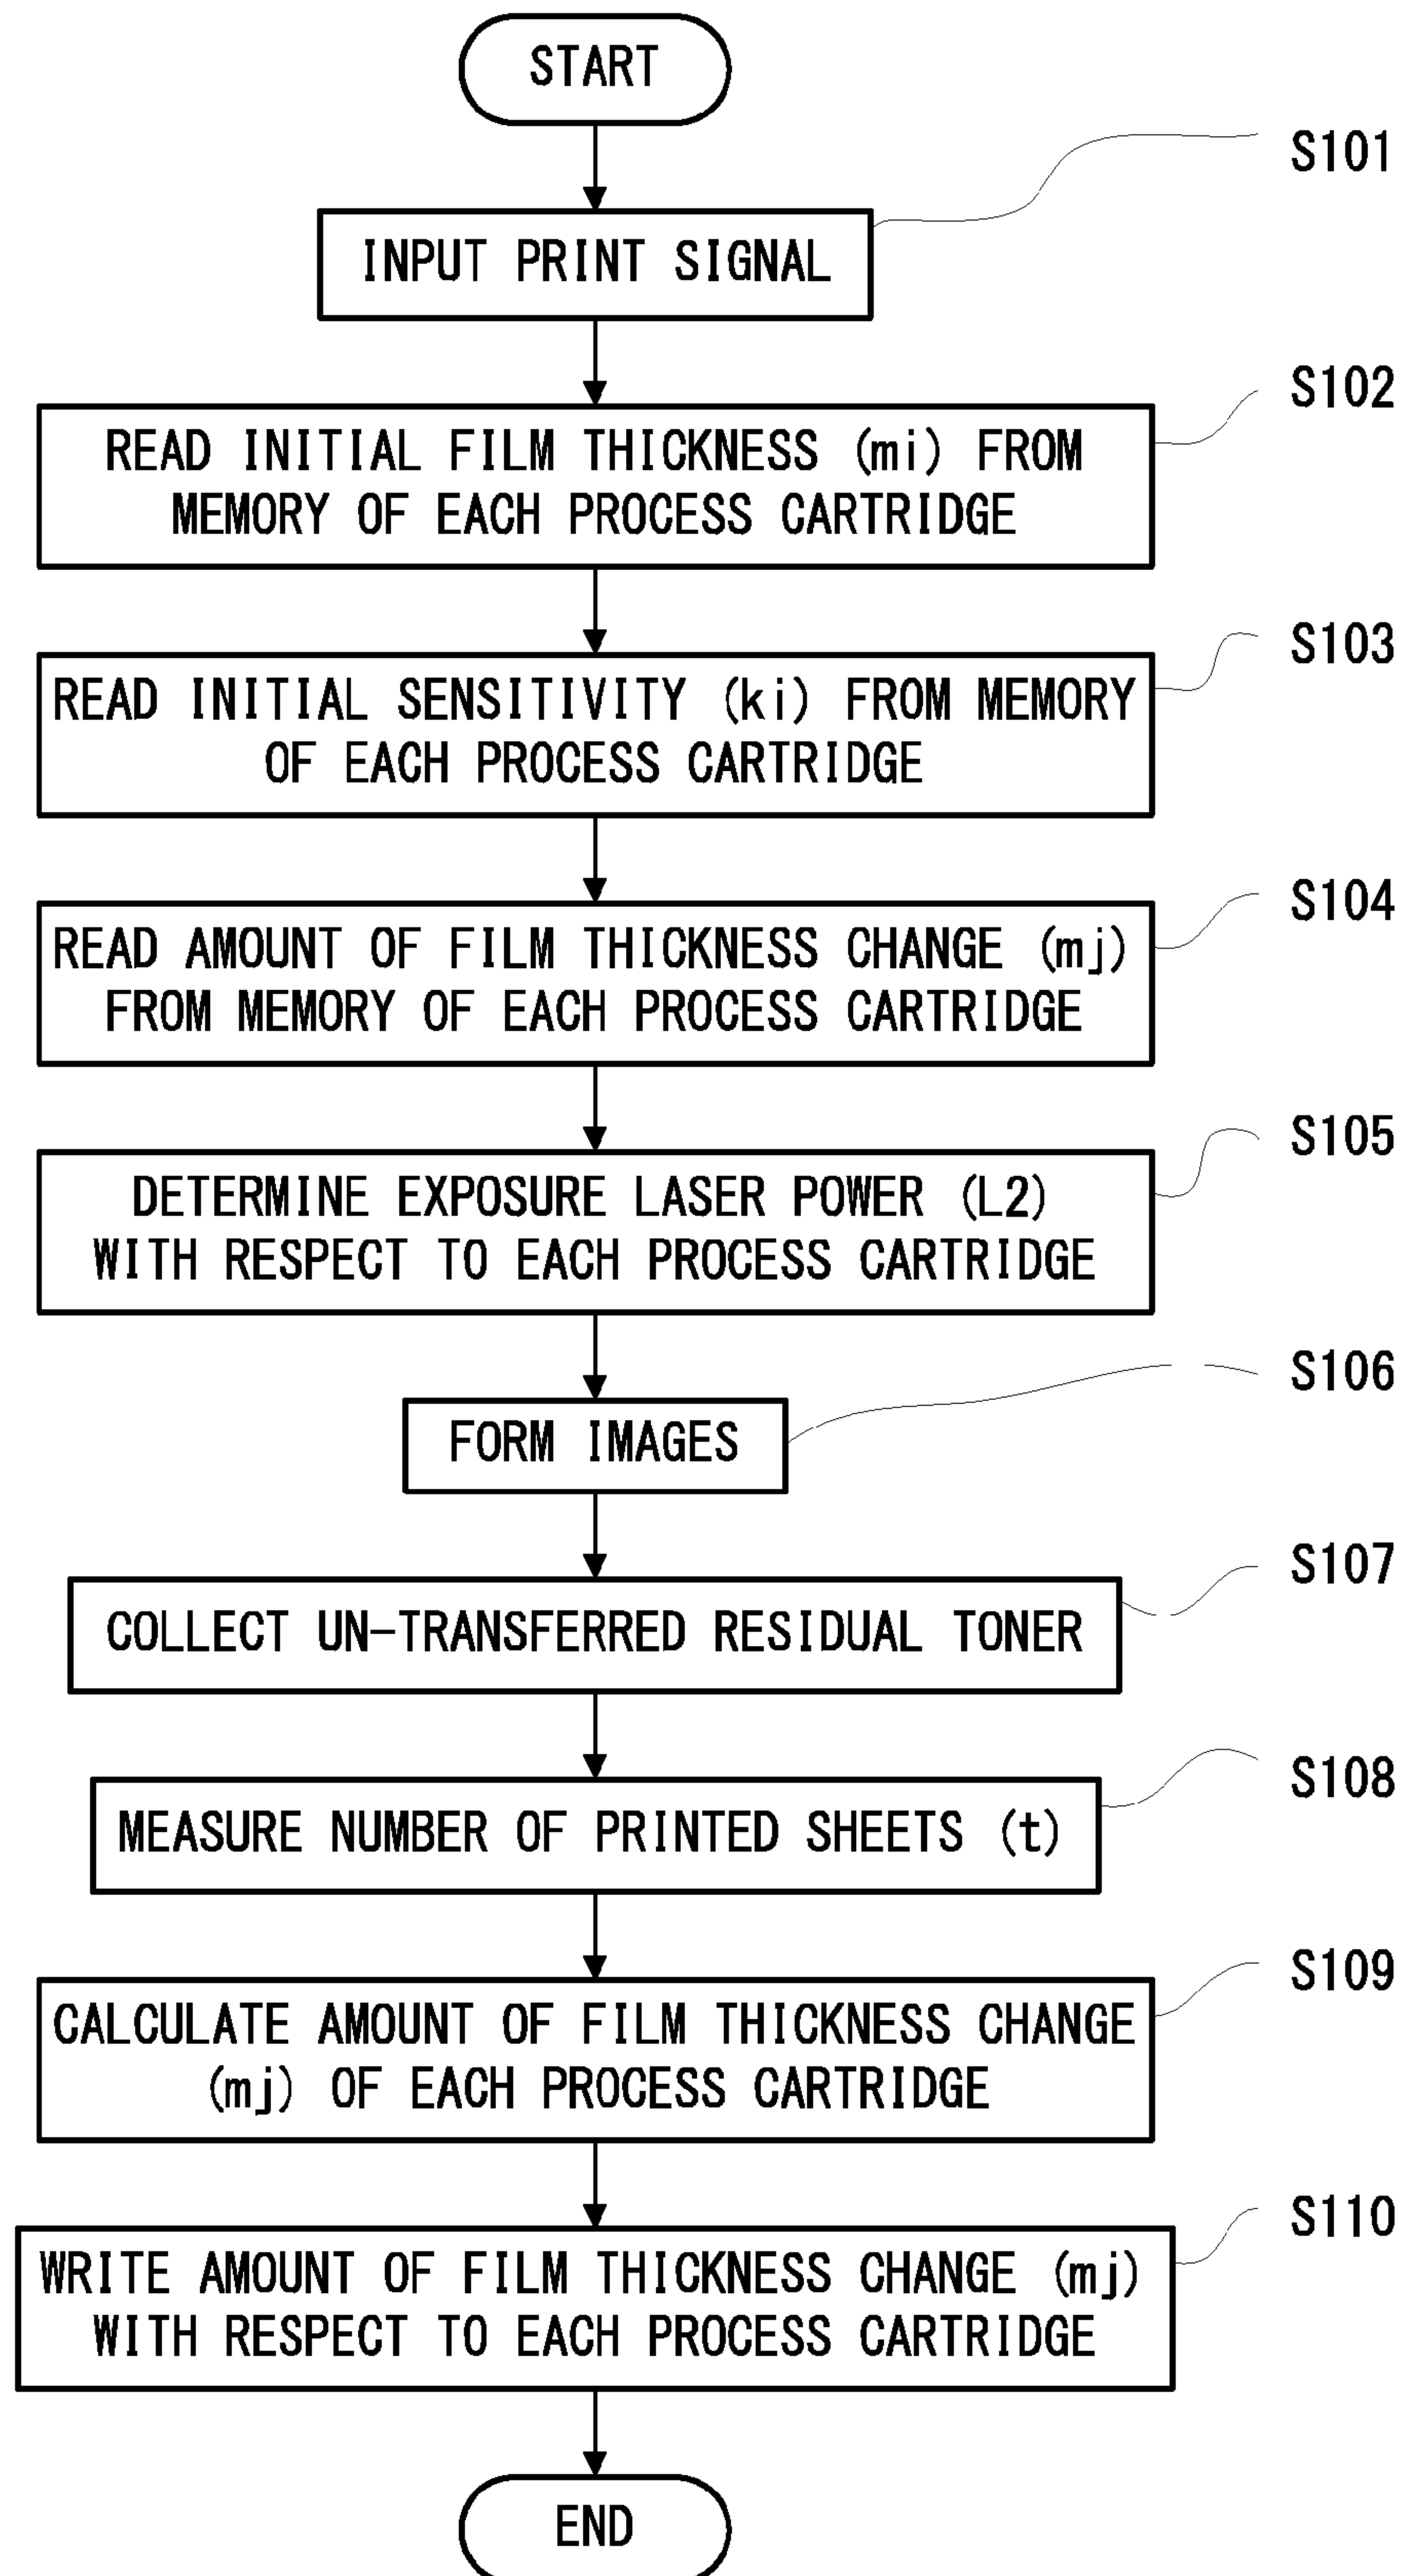 START
S101
INPUT PRINT SIGNAL
S102
READ INITIAL FILM THICKNESS (mi) FROM
MEMORY OF EACH PROCESS CARTRIDGE
S103
READ INITIAL SENSITIVITY (ki) FROM MEMORY
OF EACH PROCESS CARTRIDGE
S104
READ AMOUNT OF FILM THICKNESS CHANGE (mj)
FROM MEMORY OF EACH PROCESS CARTRIDGE
S105
DETERMINE EXPOSURE LASER POWER (L2)
WITH RESPECT TO EACH PROCESS CARTRIDGE
S106
FORM IMAGES
S107
COLLECT UN-TRANSFERRED RESIDUAL TONER
S108
MEASURE NUMBER OF PRINTED SHEETS (t)
S109
CALCULATE AMOUNT OF FILM THICKNESS CHANGE
(mj) OF EACH PROCESS CARTRIDGE
S110
WRITE AMOUNT OF FILM THICKNESS CHANGE (mj)
WITH RESPECT TO EACH PROCESS CARTRIDGE
END